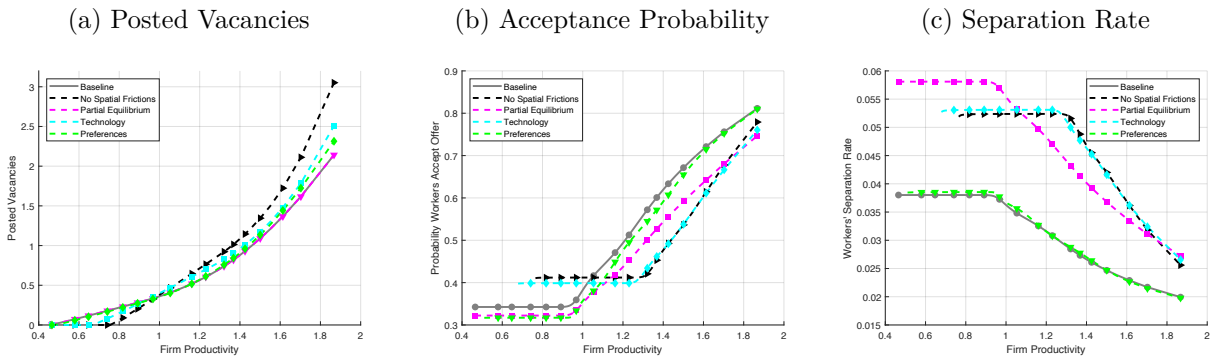 (a) Posted Vacancies
3
2.5
2
1.5
1
0.5
0
0.4 0.6 0.8 1 1.2 1.4 1.6 1.8 2
Posted Vacancies
Firm Productivity
Baseline
No Spatial Frictions
Partial Equilibrium
Technology
Preferences
(b) Acceptance Probability
0.9
0.8
0.7
0.6
0.5
0.4
0.3
0.4 0.6 0.8 1 1.2 1.4 1.6 1.8 2
Probability Workers Accept Offer
Firm Productivity
Baseline
No Spatial Frictions
Partial Equilibrium
Technology
Preferences
(c) Separation Rate
0.06
0.055
0.05
0.045
0.04
0.035
0.03
0.025
0.02
0.015
0.4 0.6 0.8 1 1.2 1.4 1.6 1.8 2
Workers' Separation Rate
Firm Productivity
Baseline
No Spatial Frictions
Partial Equilibrium
Technology
Preferences